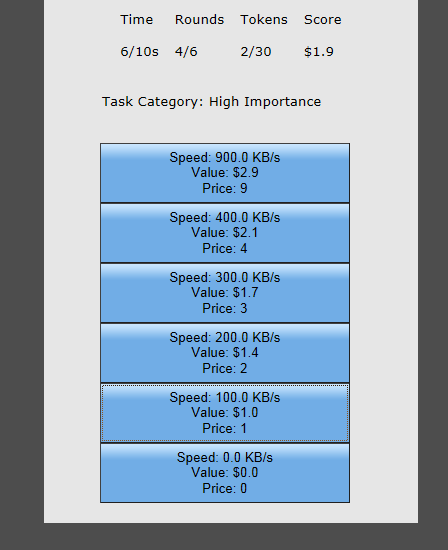 Time Rounds Tokens Score
6/10s 4/6 2/30 $1.9
Task Category: High Importance
Speed: 900.0 KB/s
Value: $2.9
Price: 9
Speed: 400.0 KB/s
Value: $2.1
Price: 4
Speed: 300.0 KB/s
Value: $1.7
Price: 3
Speed: 200.0 KB/s
Value: $1.4
Price: 2
Speed: 100.0 KB/s
Value: $1.0
Price: 1
Speed: 0.0 KB/s
Value: $0.0
Price: 0